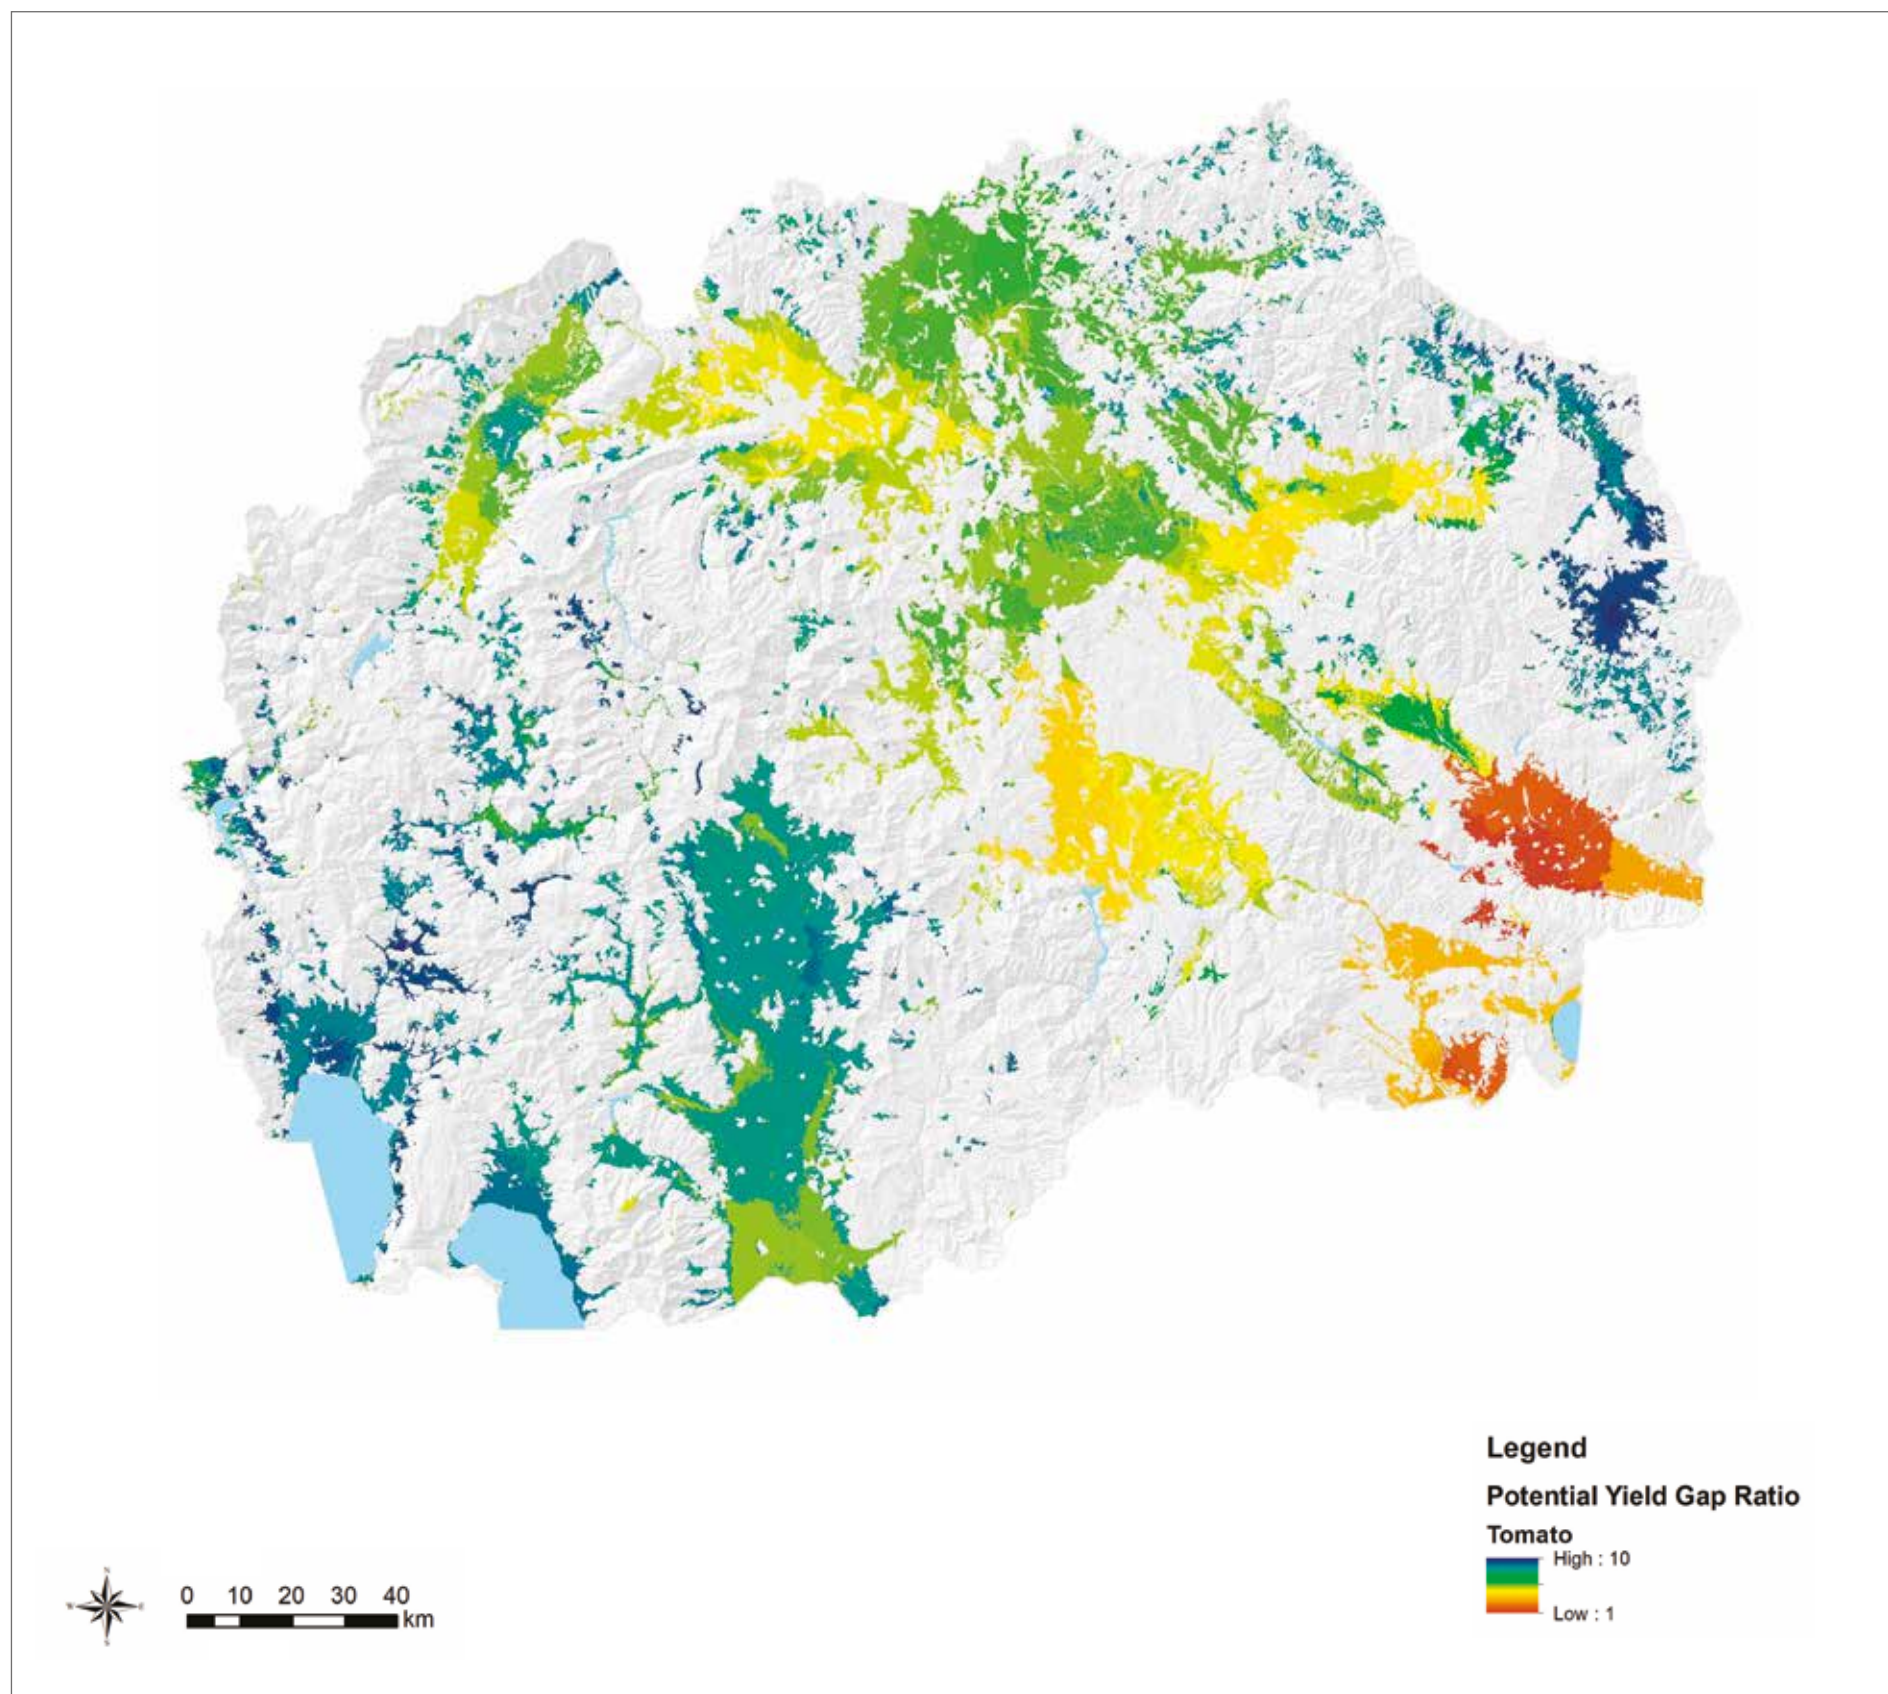 Legend
Potential Yield Gap Ratio
Tomato
High : 10
Low : 1
N
W
E
S
0 10 20 30 40
km